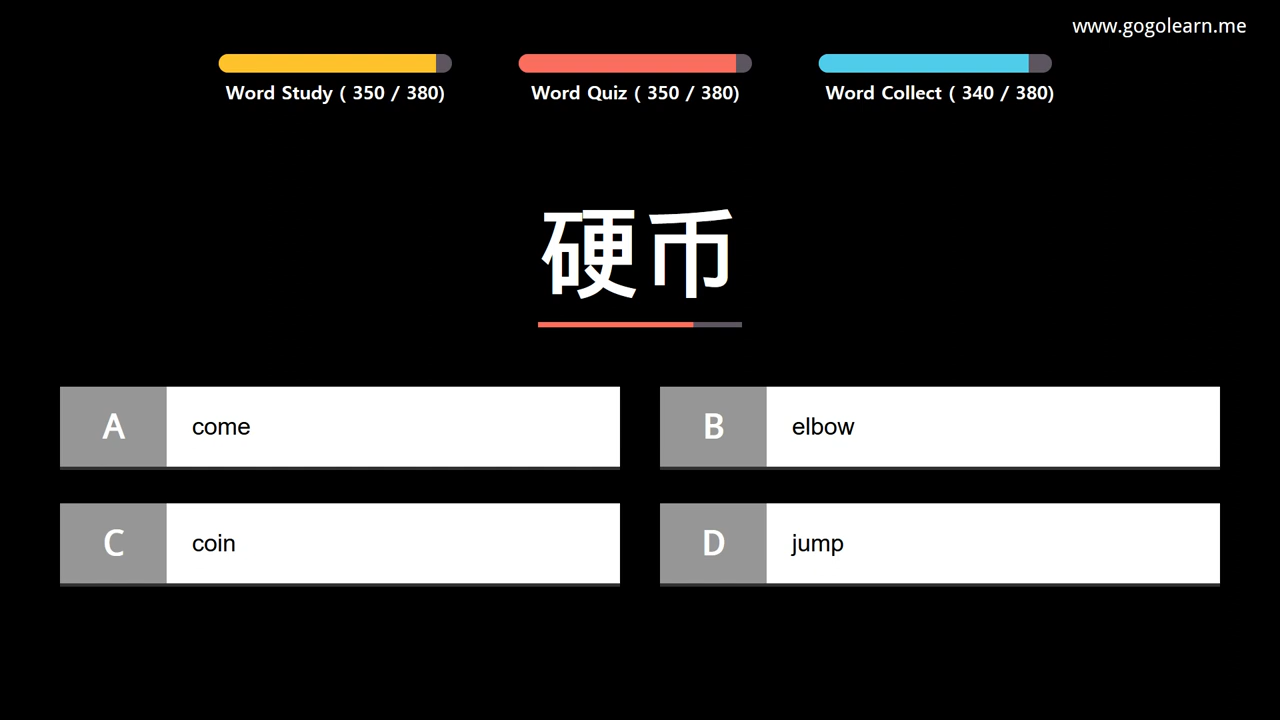 www.gogolearn.me
Word Study ( 350 / 380)
Word Quiz ( 350 / 380)
Word Collect ( 340 / 380)
硬币
A come
B elbow
C coin
D jump